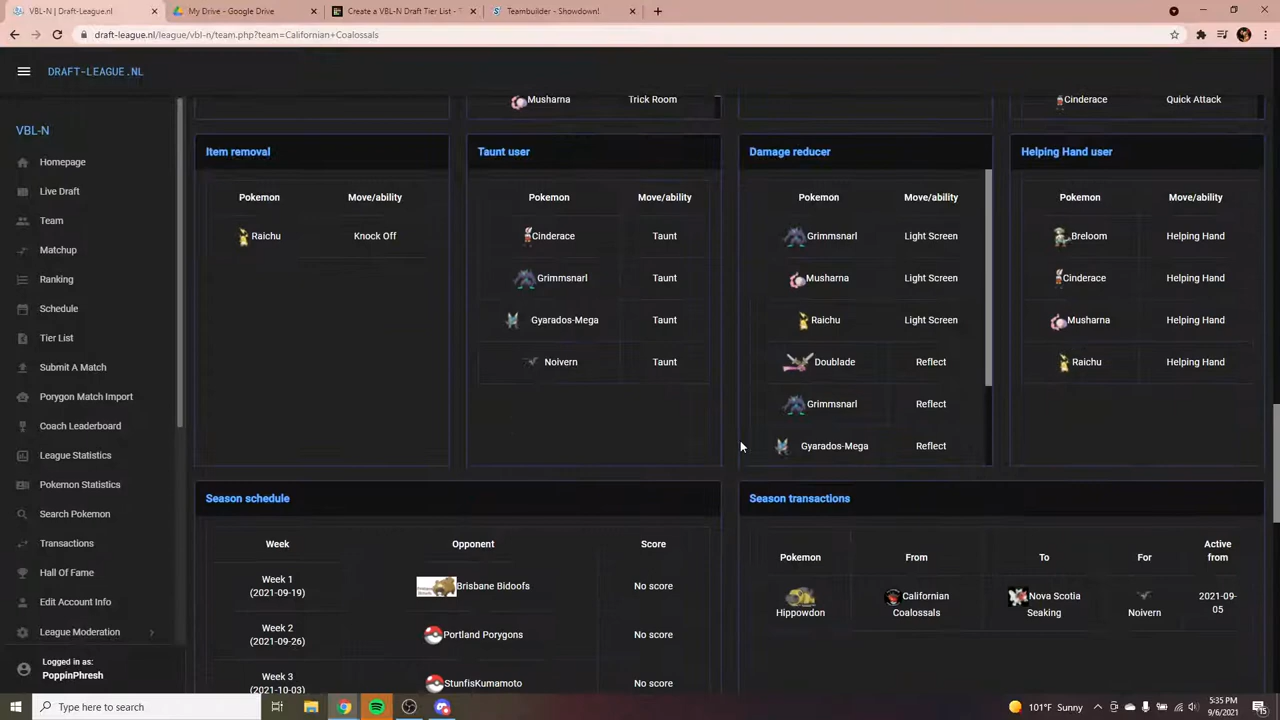 VBL-N | Draft-League.nl
My Drive - Google Drive
Create a VBL-N Draft Tier List - T
Teambuilder - Showdown!
draft-league.nl/league/vbl-n/team.php?team=Californian+Coalossals
DRAFT-LEAGUE.NL
VBL-N
Homepage
Live Draft
Team
Matchup
Ranking
Schedule
Tier List
Submit A Match
Porygon Match Import
Coach Leaderboard
League Statistics
Pokemon Statistics
Search Pokemon
Transactions
Hall Of Fame
Edit Account Info
League Moderation
Logged in as:
PoppinPhresh
Musharna Trick Room
Cinderace Quick Attack
Item removal
Pokemon Move/ability
Raichu Knock Off
Taunt user
Pokemon Move/ability
Cinderace Taunt
Grimmsnarl Taunt
Gyarados-Mega Taunt
Noivern Taunt
Damage reducer
Pokemon Move/ability
Grimmsnarl Light Screen
Musharna Light Screen
Raichu Light Screen
Doublade Reflect
Grimmsnarl Reflect
Gyarados-Mega Reflect
Helping Hand user
Pokemon Move/ability
Breloom Helping Hand
Cinderace Helping Hand
Musharna Helping Hand
Raichu Helping Hand
Season schedule
Week Opponent Score
Week 1
(2021-09-19)
Brisbane Bidoofs No score
Week 2
(2021-09-26)
Portland Porygons No score
Week 3
(2021-10-03)
StunfisKumamoto No score
Season transactions
Pokemon From To For Active
from
Hippowdon
Californian
Coalossals
Nova Scotia
Seaking
Noivern
2021-09-
05
Type here to search
101°F Sunny
5:35 PM
9/6/2021
15